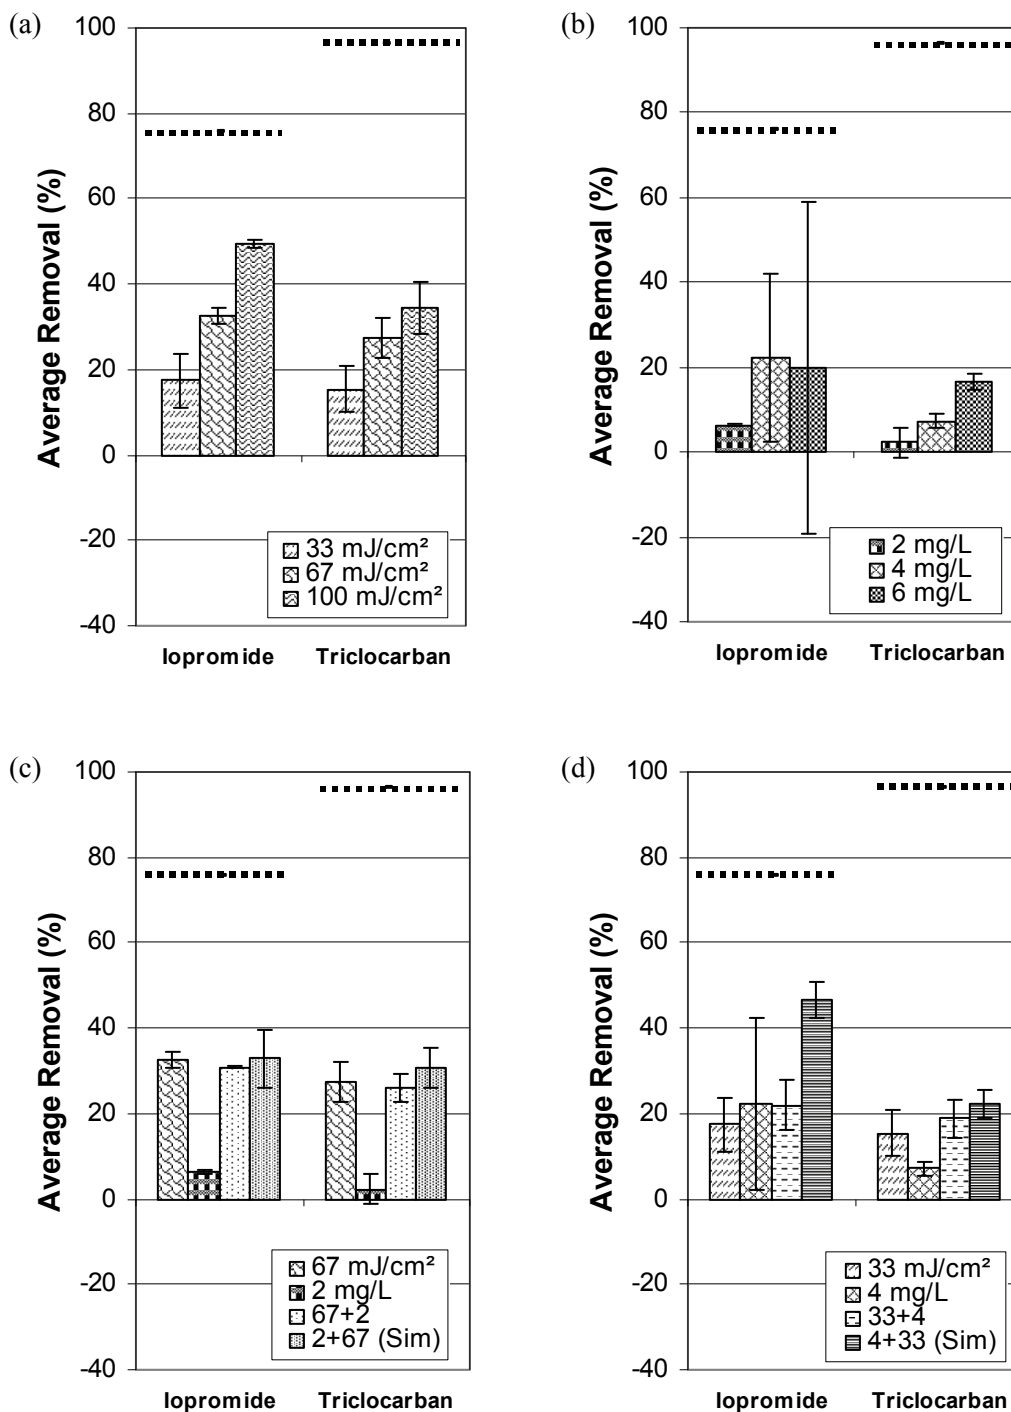 (a)
100
80
60
40
20
0
-20
-40
Average Removal (%)
33 mJ/cm²
67 mJ/cm²
100 mJ/cm²
Iopromide Triclocarban
(b)
100
80
60
40
20
0
-20
-40
Average Removal (%)
2 mg/L
4 mg/L
6 mg/L
Iopromide Triclocarban
(c)
100
80
60
40
20
0
-20
-40
Average Removal (%)
67 mJ/cm²
2 mg/L
67+2
2+67 (Sim)
Iopromide Triclocarban
(d)
100
80
60
40
20
0
-20
-40
Average Removal (%)
33 mJ/cm²
4 mg/L
33+4
4+33 (Sim)
Iopromide Triclocarban